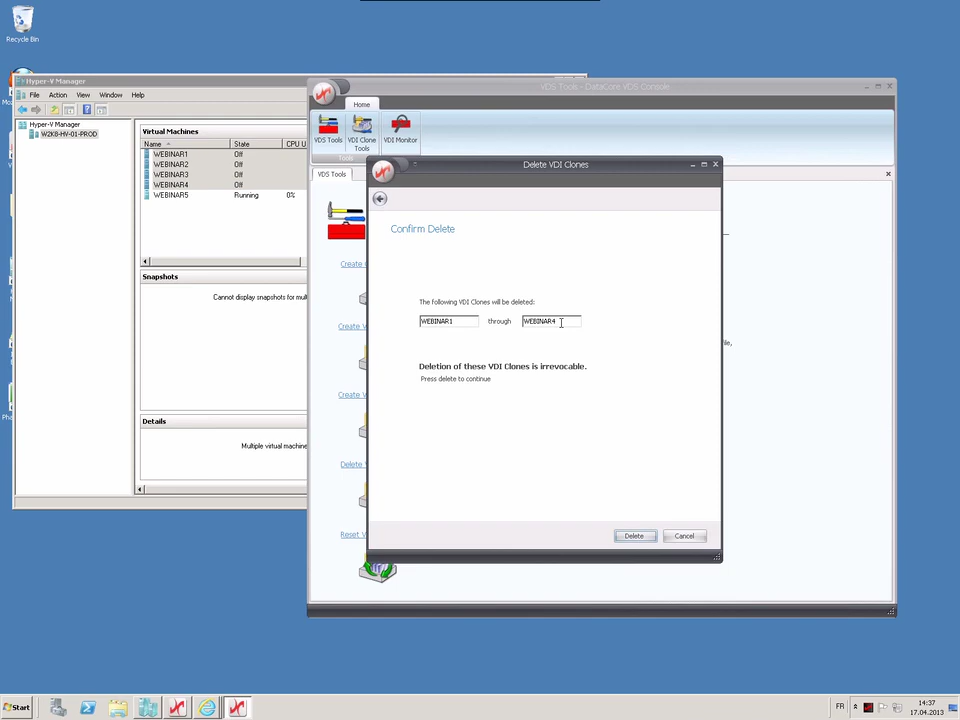 Recycle Bin
Hyper-V Manager
File Action View Window Help
Hyper-V Manager
W2K8-HV-01-PROD
Virtual Machines
Name State CPU U
WEBINAR1 Off
WEBINAR2 Off
WEBINAR3 Off
WEBINAR4 Off
WEBINAR5 Running 0%
Snapshots
Cannot display snapshots for mult
Details
Multiple virtual machine
VDS Tools - DataCore VDS Console
Home
VDS Tools
VDI Clone Tools
VDI Monitor
Tools
VDS Tools
Create
Create V
Create V
Delete V
Reset V
file,
Delete VDI Clones
Confirm Delete
The following VDI Clones will be deleted:
WEBINAR1 through WEBINAR4
Deletion of these VDI Clones is irrevocable.
Press delete to continue
Delete Cancel
Start
FR
14:37
17.04.2013